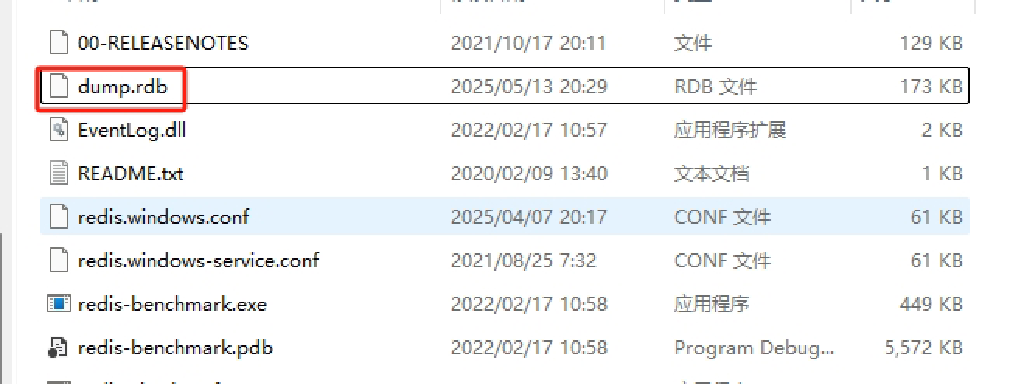 00-RELEASENOTES 2021/10/17 20:11 文件 129 KB
dump.rdb 2025/05/13 20:29 RDB 文件 173 KB
EventLog.dll 2022/02/17 10:57 应用程序扩展 2 KB
README.txt 2020/02/09 13:40 文本文档 1 KB
redis.windows.conf 2025/04/07 20:17 CONF 文件 61 KB
redis.windows-service.conf 2021/08/25 7:32 CONF 文件 61 KB
redis-benchmark.exe 2022/02/17 10:58 应用程序 449 KB
redis-benchmark.pdb 2022/02/17 10:58 Program Debug... 5,572 KB